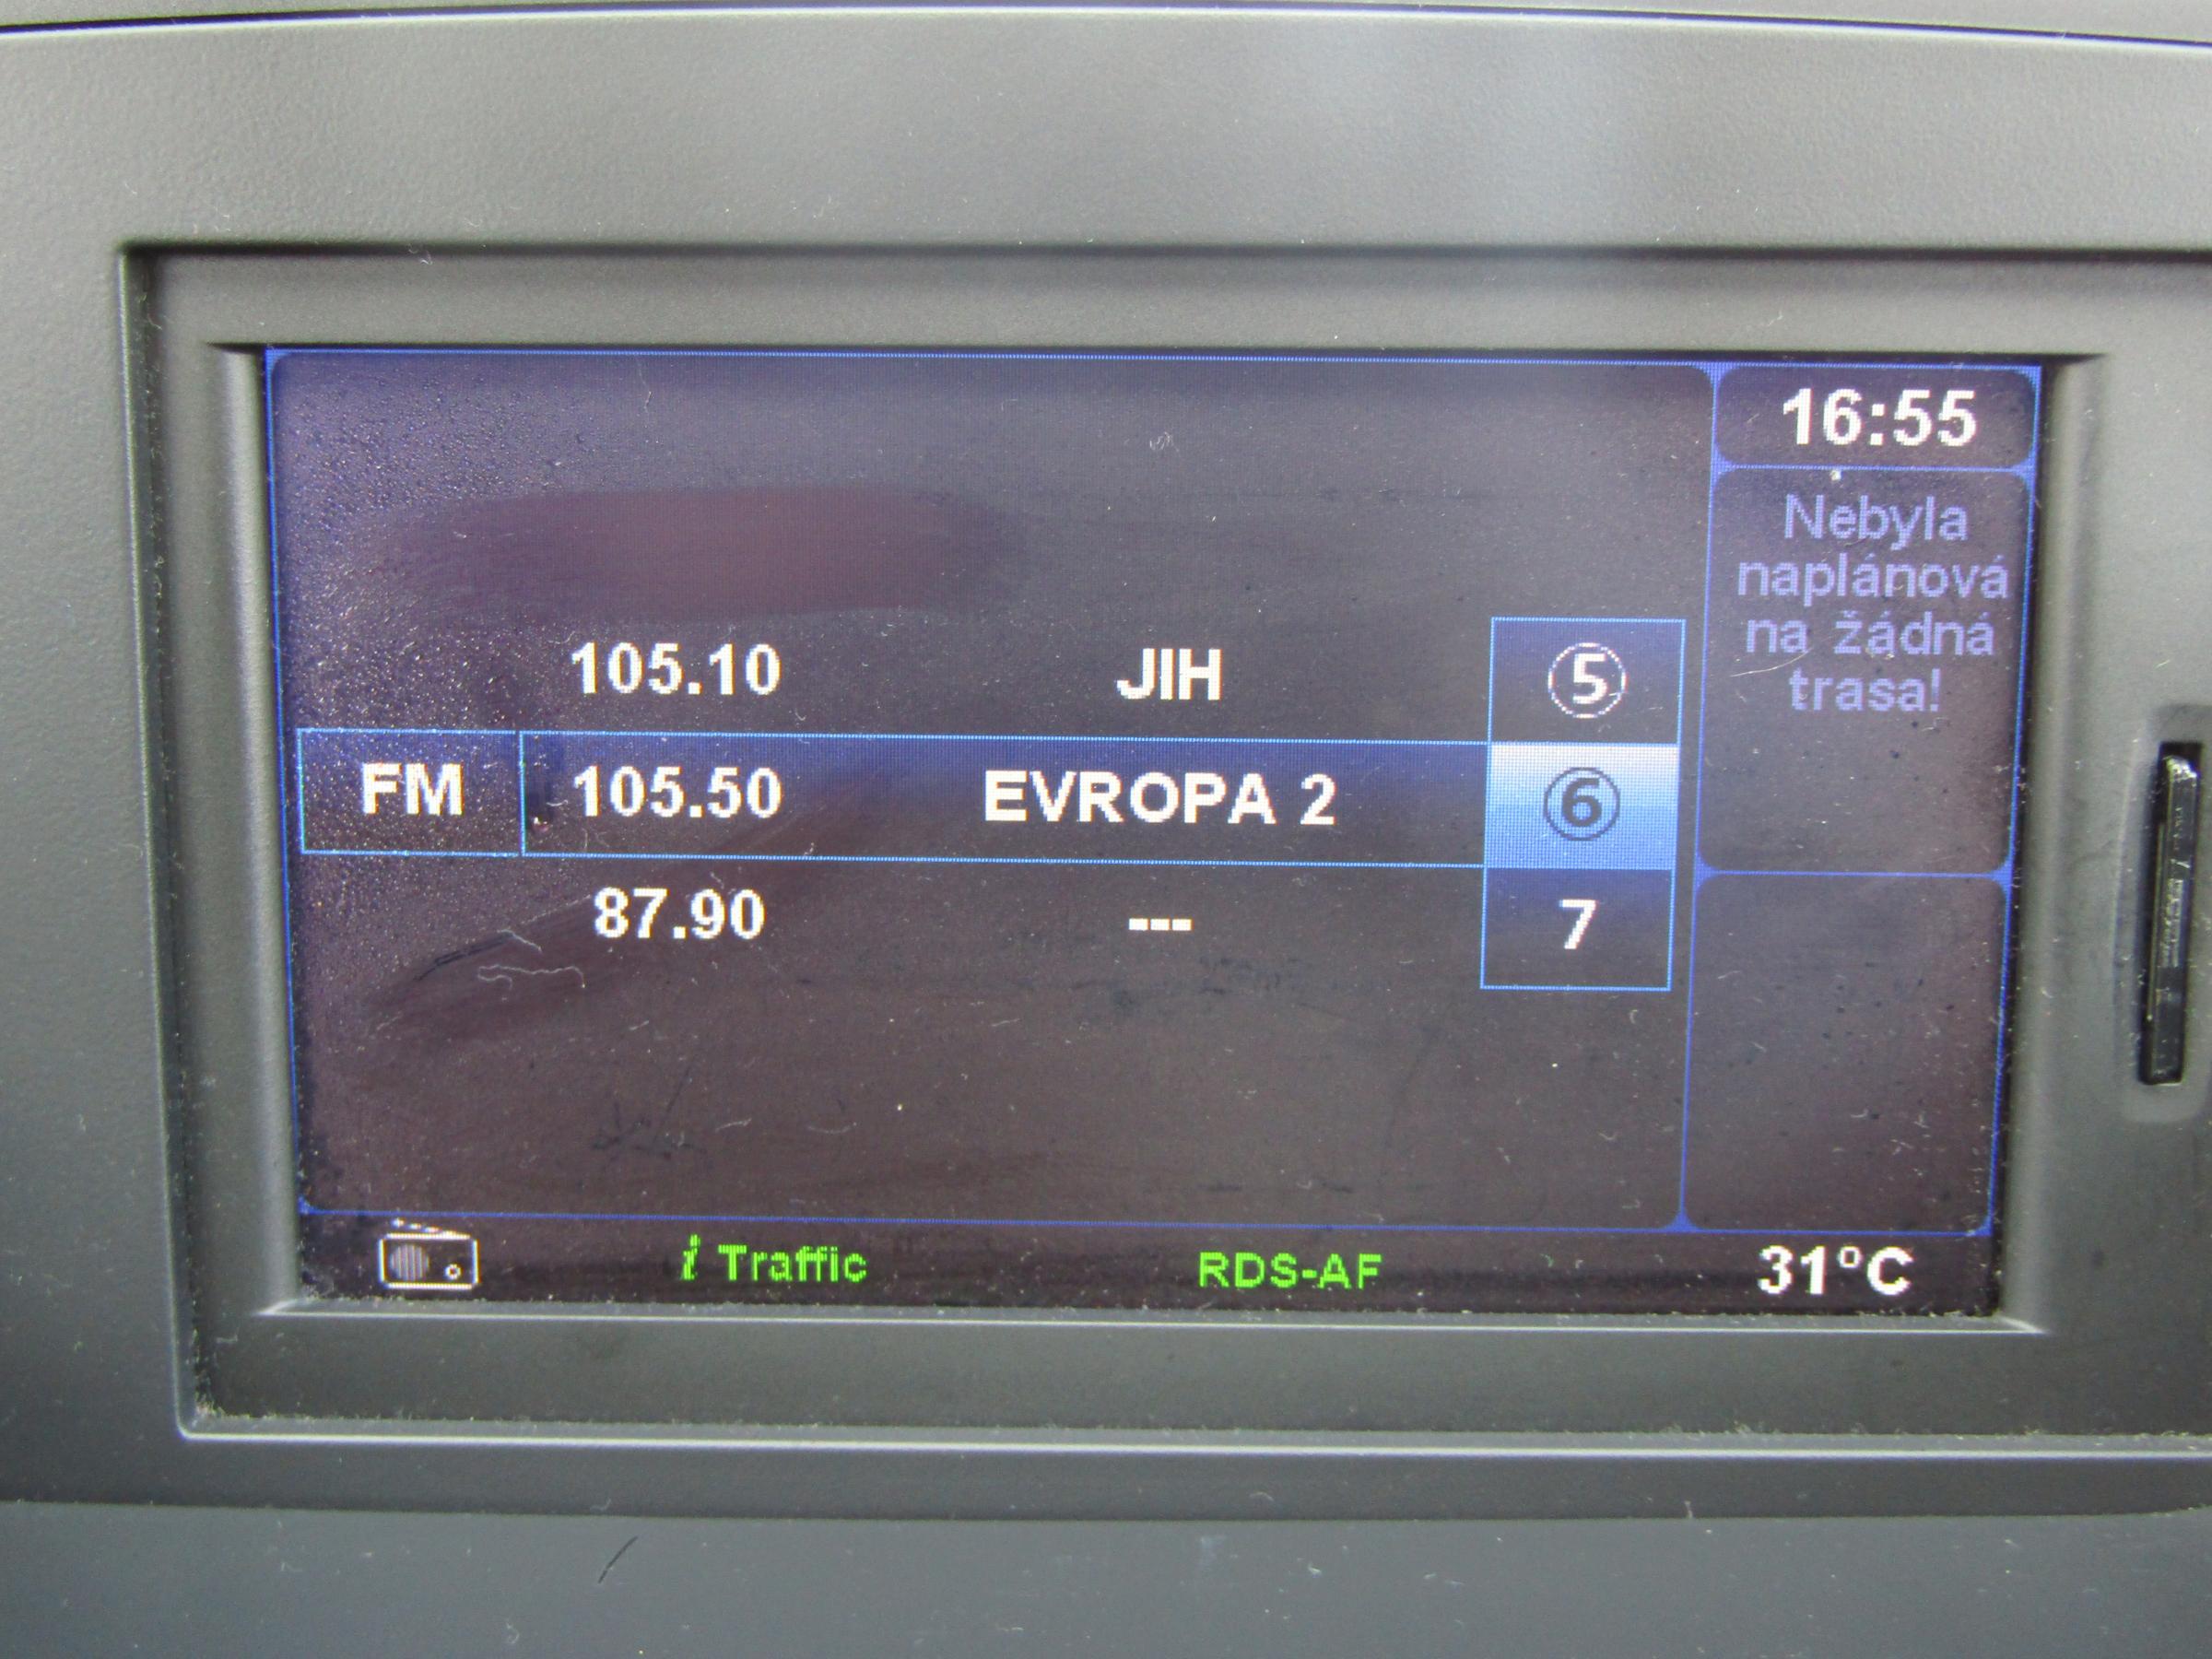 16:55
Nebyla
naplánová
na žádná
trasa!
105.10 JIH ⑤
FM 105.50 EVROPA 2 ⑥
87.90 --- 7
i Traffic RDS-AF 31°C